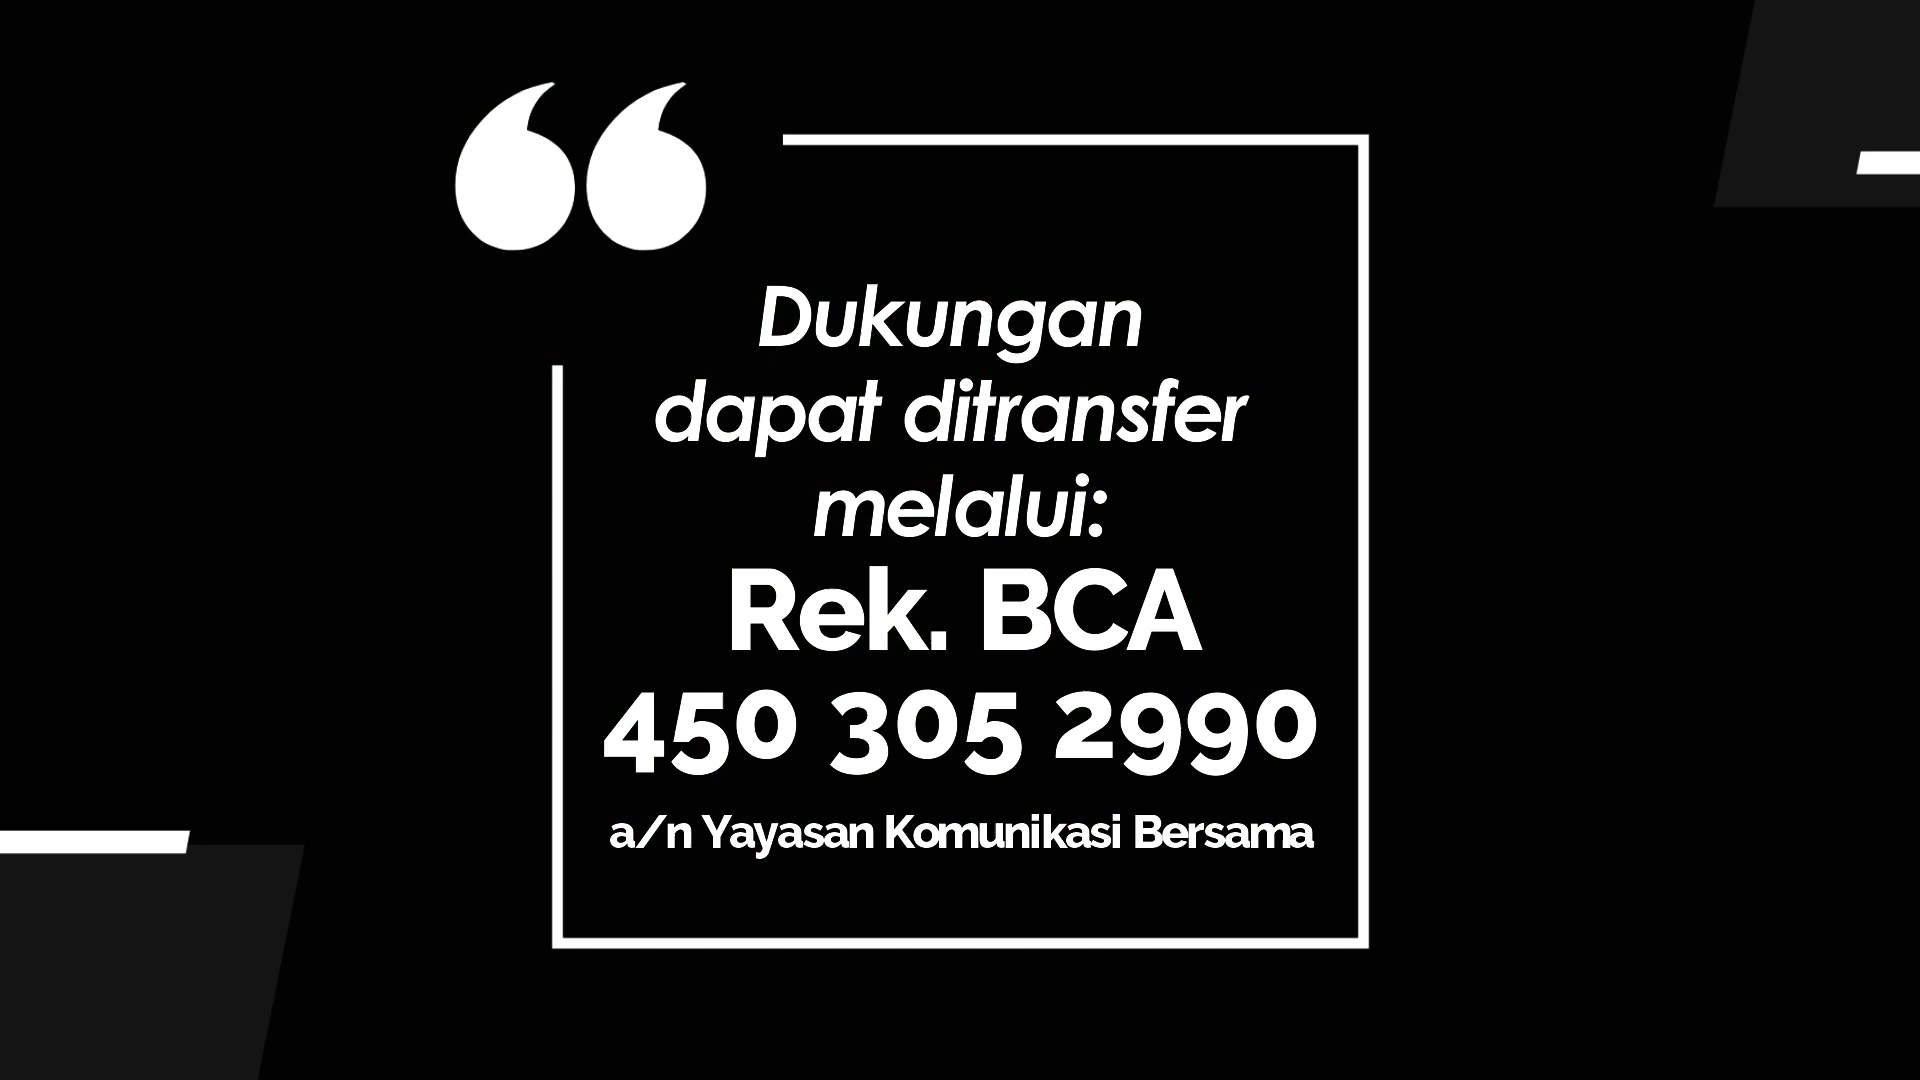 Dukungan
dapat ditransfer
melalui:
Rek. BCA
450 305 2990
a/n Yayasan Komunikasi Bersama